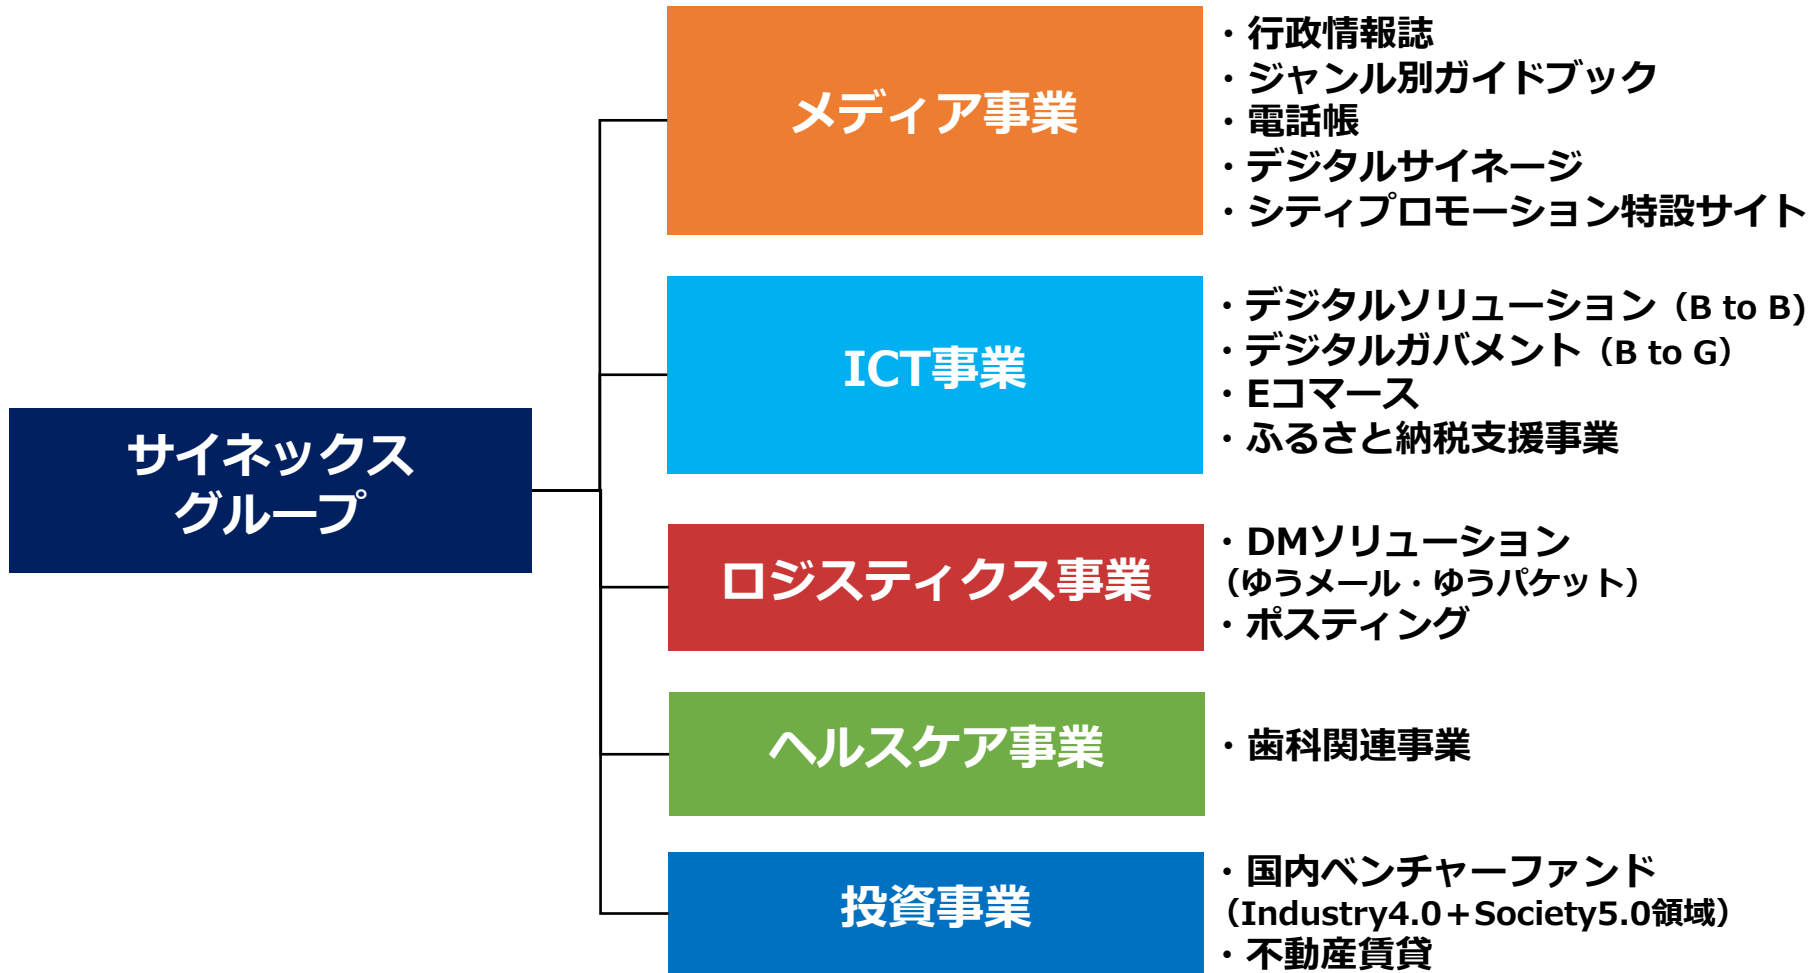 サイネックス
グループ
メディア事業
・行政情報誌
・ジャンル別ガイドブック
・電話帳
・デジタルサイネージ
・シティプロモーション特設サイト
ICT事業
・デジタルソリューション（B to B)
・デジタルガバメント（B to G）
・Eコマース
・ふるさと納税支援事業
ロジスティクス事業
・DMソリューション
（ゆうメール・ゆうパケット）
・ポスティング
ヘルスケア事業
・歯科関連事業
投資事業
・国内ベンチャーファンド
（Industry4.0＋Society5.0領域）
・不動産賃貸